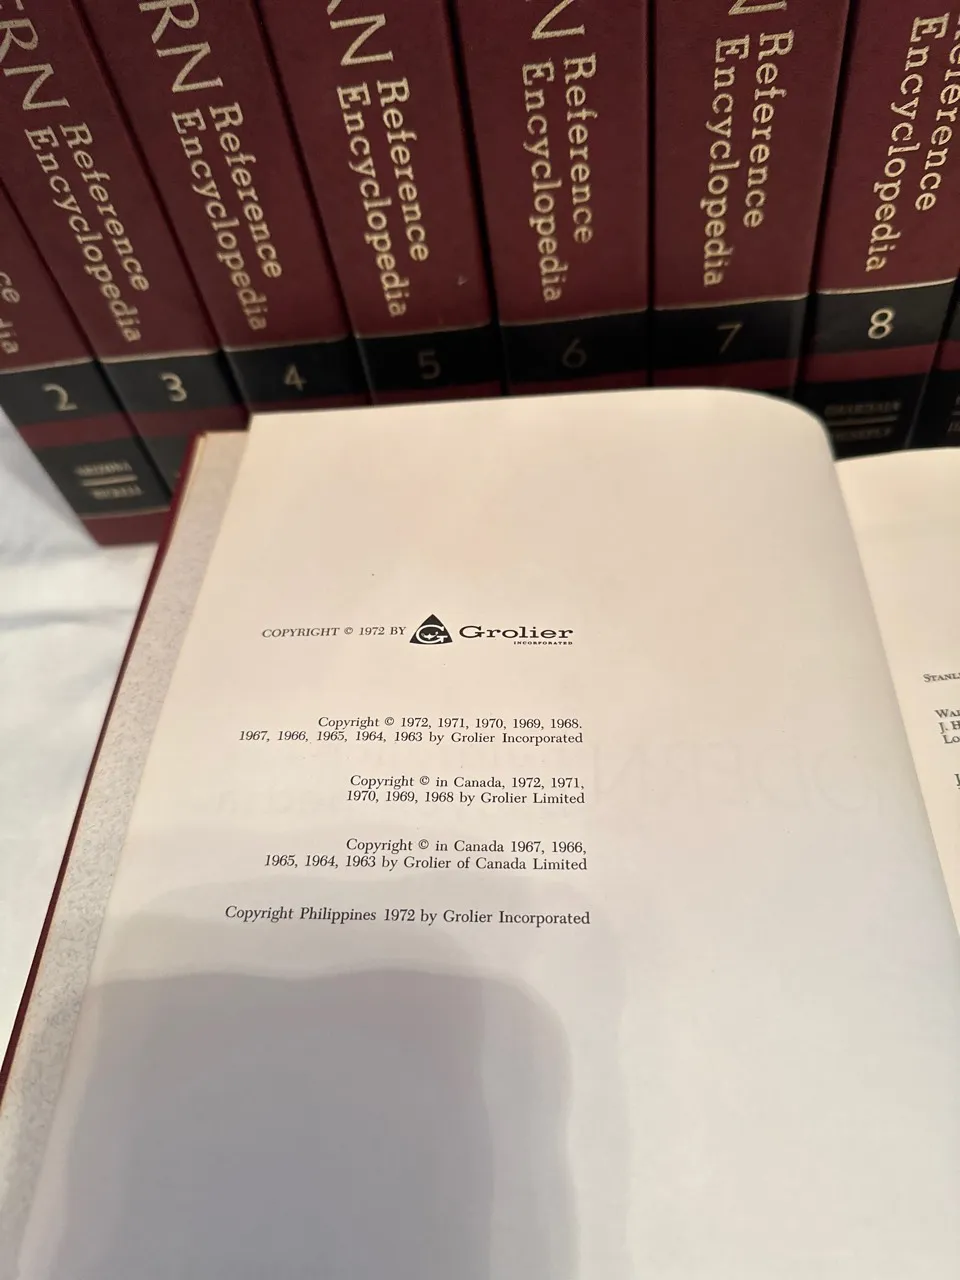 RN Reference
Encyclopedia
2
RN Reference
Encyclopedia
3
N Reference
Encyclopedia
4
N Reference
Encyclopedia
5
N Reference
Encyclopedia
6
Reference
Encyclopedia
7
8
COPYRIGHT © 1972 BY Grolier
INCORPORATED
Copyright © 1972, 1971, 1970, 1969, 1968.
1967, 1966, 1965, 1964, 1963 by Grolier Incorporated
Copyright © in Canada, 1972, 1971,
1970, 1969, 1968 by Grolier Limited
Copyright © in Canada 1967, 1966,
1965, 1964, 1963 by Grolier of Canada Limited
Copyright Philippines 1972 by Grolier Incorporated